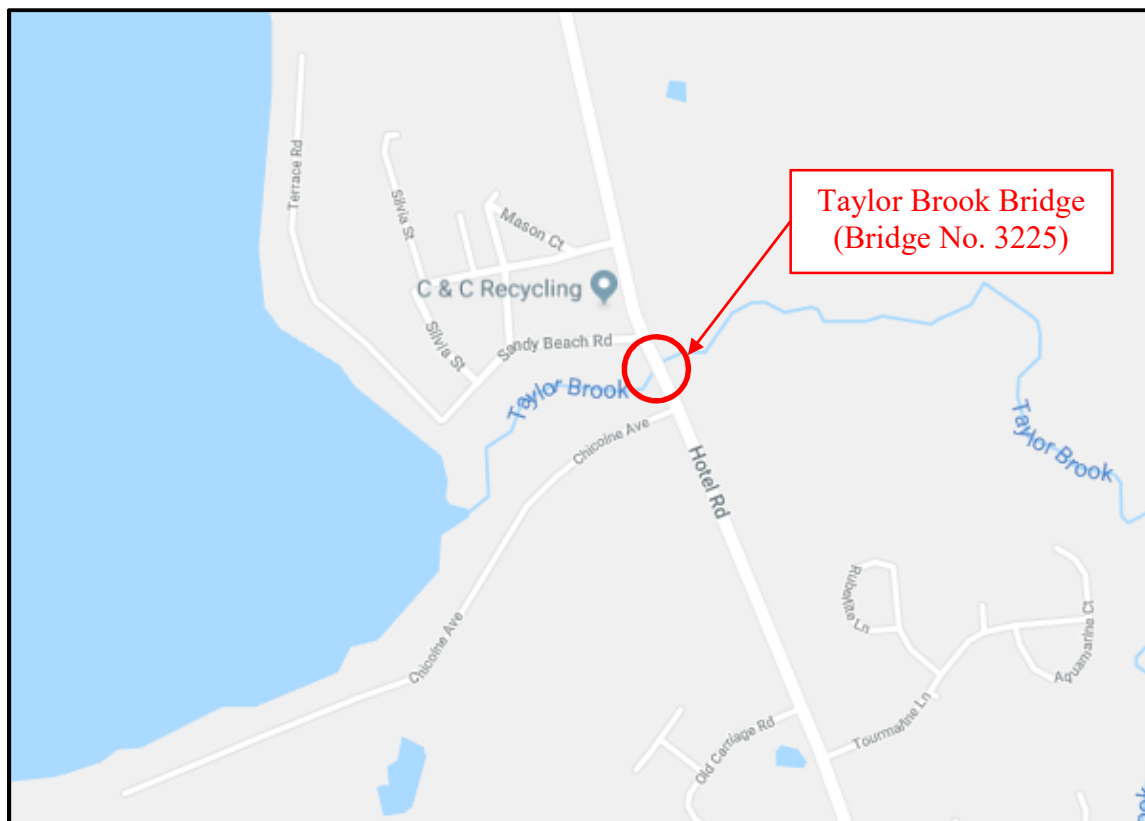 Terrace Rd
Silvia St
Mason Ct
Taylor Brook Bridge
(Bridge No. 3225)
C & C Recycling
Silvia St
Sandy Beach Rd
Taylor Brook
Chicoine Ave
Taylor Brook
Hotel Rd
Rubellite Ln
Chicoine Ave
Aquamarine Ct
Tourmaline Ln
Old Carriage Rd
ook